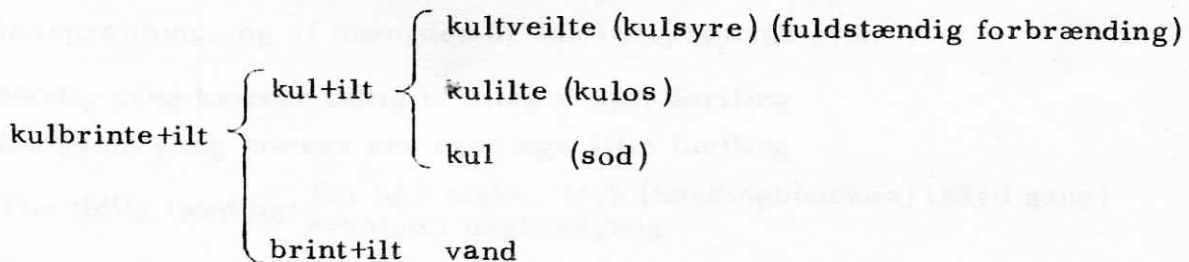 kultveilte (kulsyre) (fuldstændig forbrænding)
kul+ilt kulilte (kulos)
kulbrinte+ilt
kul (sod)
brint+ilt vand